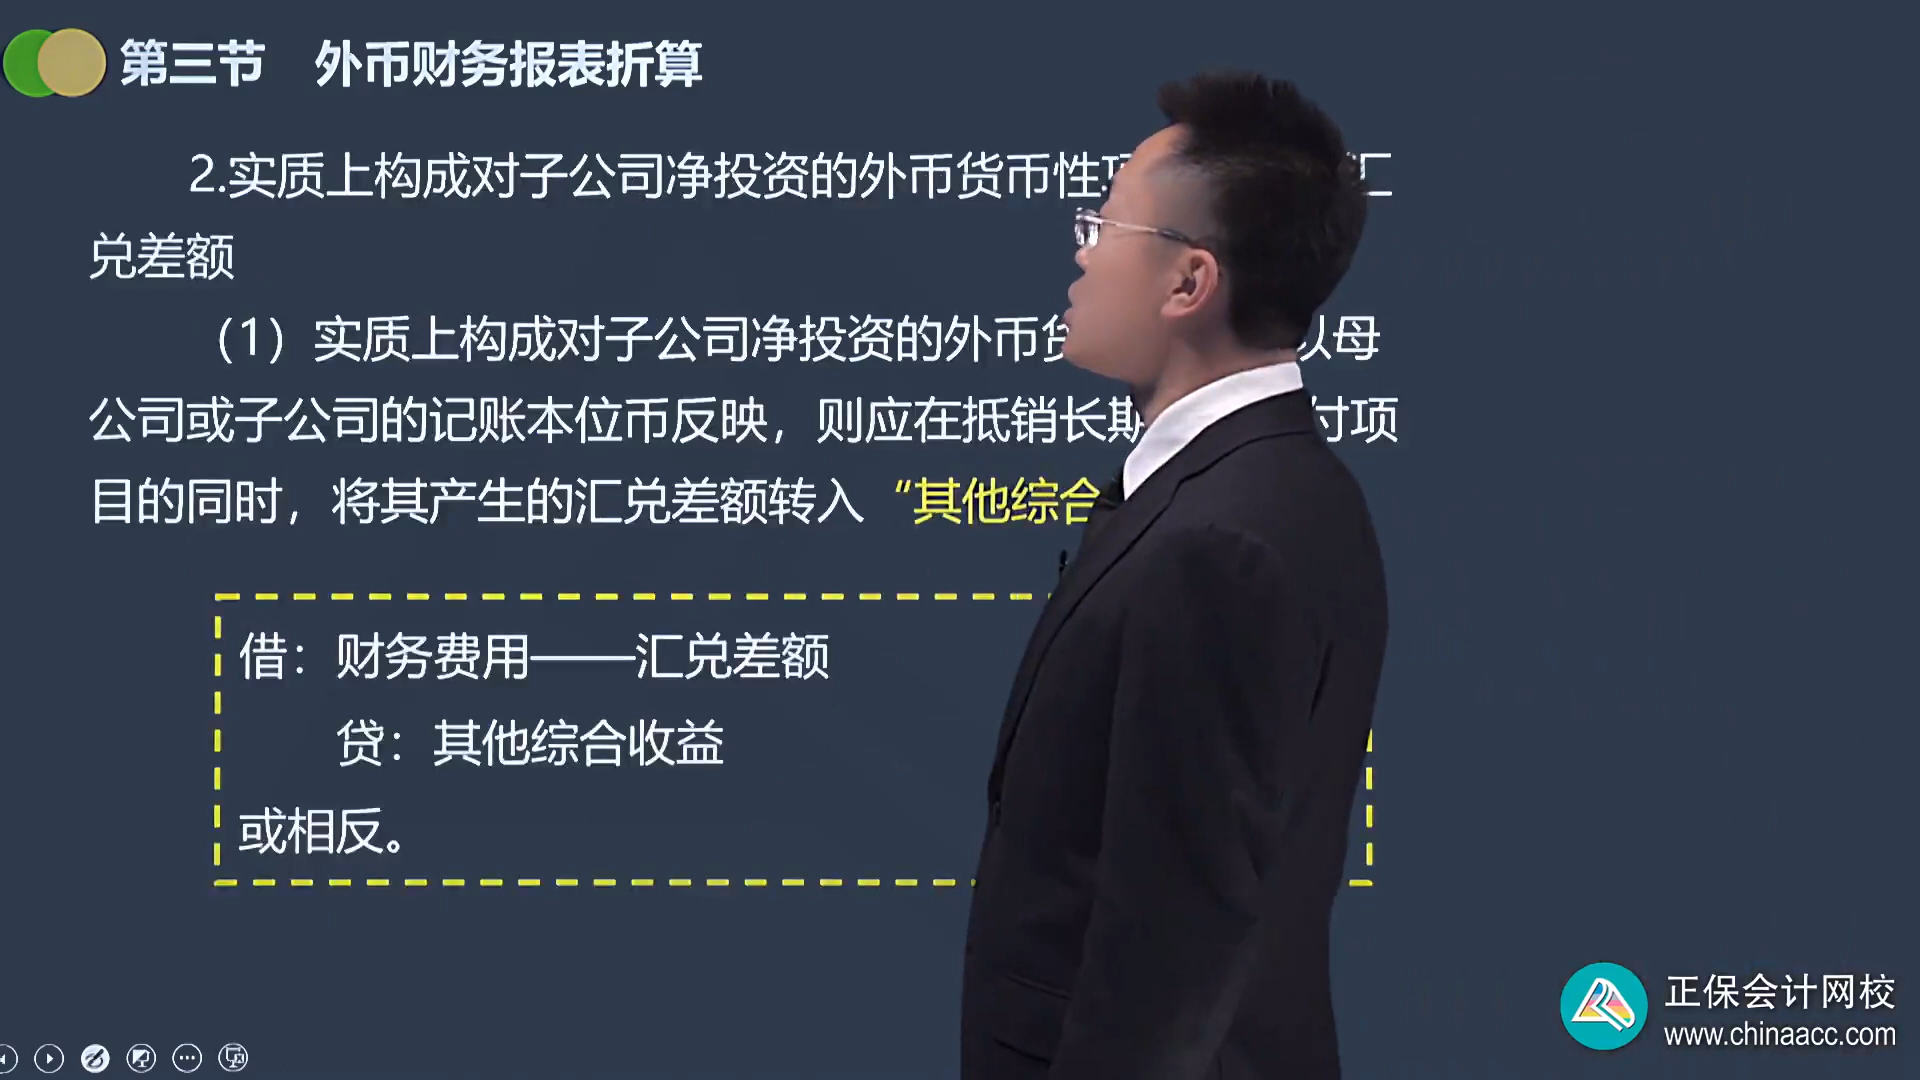 第三节 外币财务报表折算
2.实质上构成对子公司净投资的外币货币性 汇
兑差额
（1）实质上构成对子公司净投资的外币 以母
公司或子公司的记账本位币反映，则应在抵销长期 付项
目的同时，将其产生的汇兑差额转入“其他综合
借：财务费用——汇兑差额
贷：其他综合收益
或相反。
正保会计网校
www.chinaacc.com